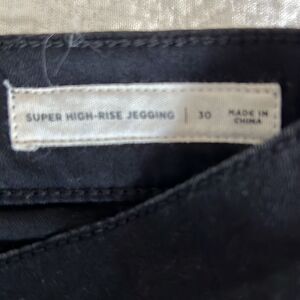 SUPER HIGH-RISE JEGGING | 30 MADE IN
CHINA